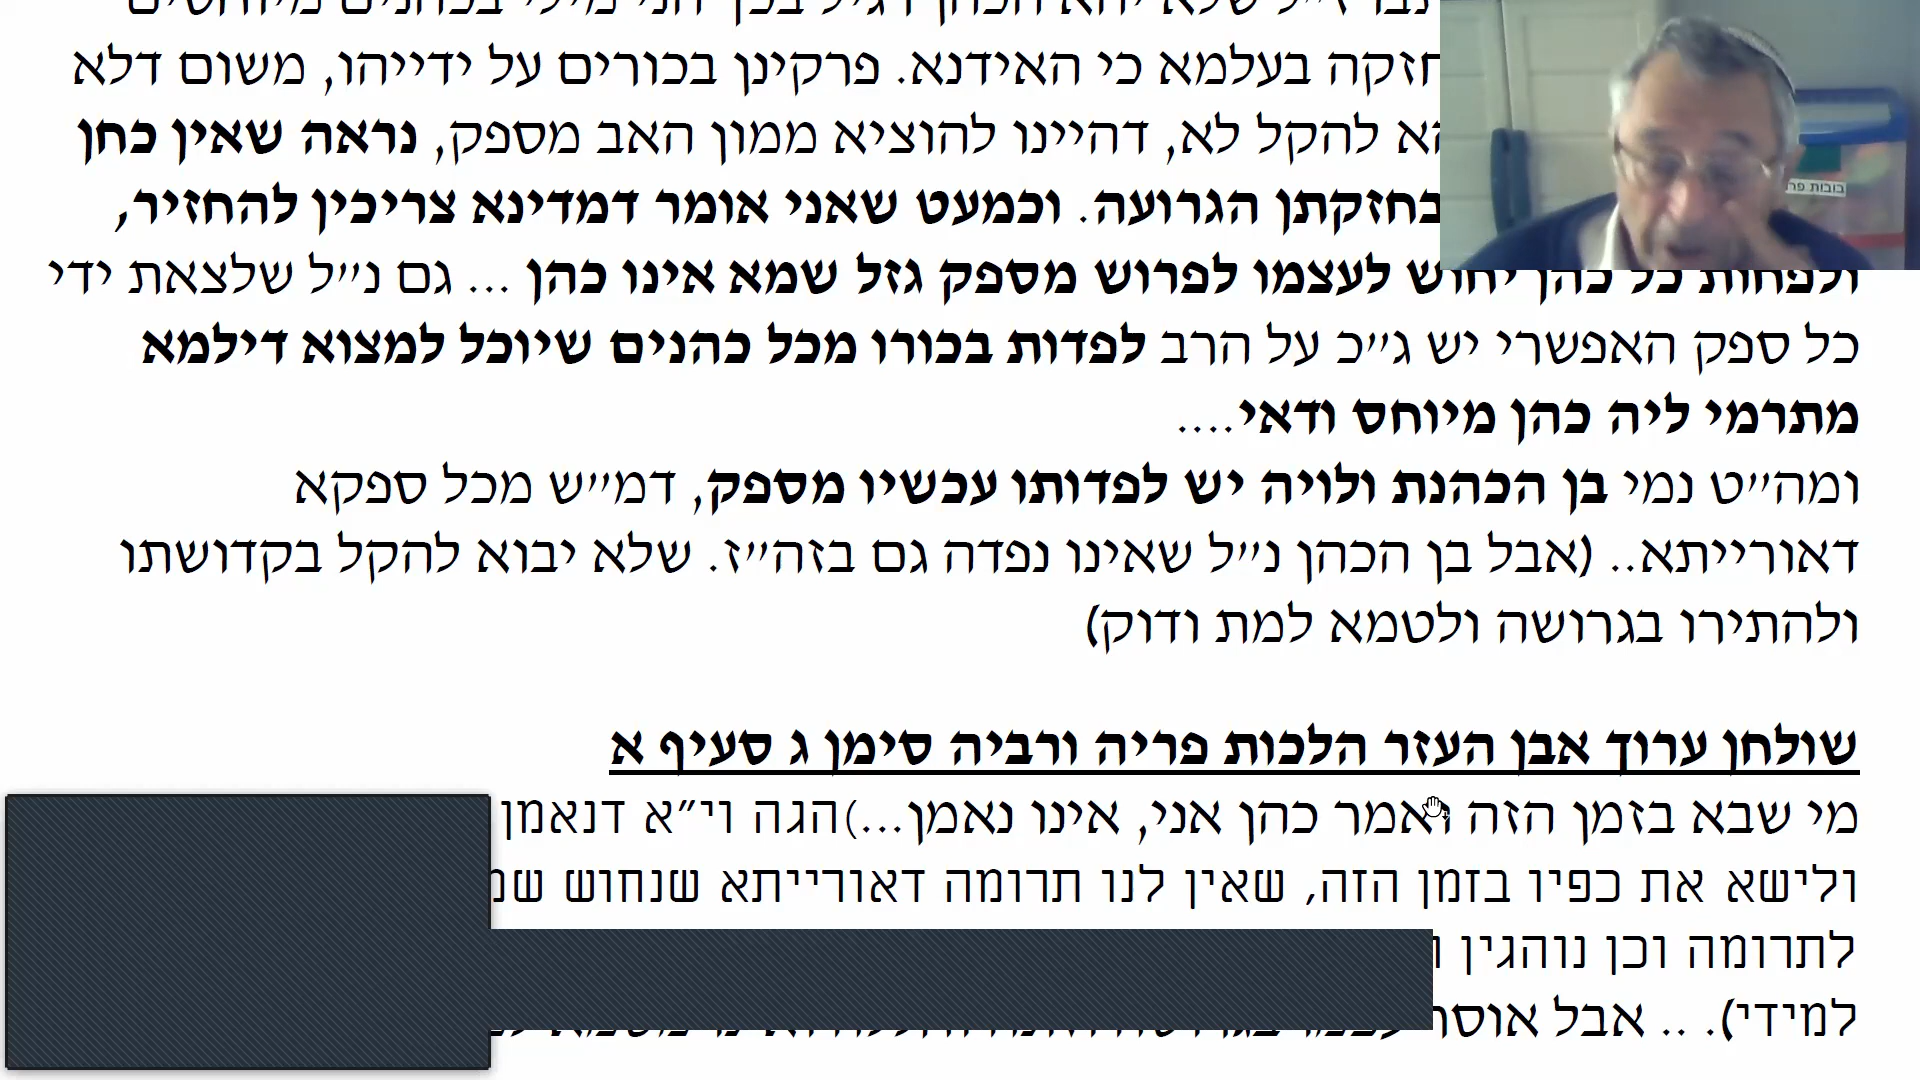 חזקה בעלמא כי האידנא. פרקינן בכורים על ידייהו, משום דלא
להקל לא, דהיינו להוציא ממון האב מספק, נראה שאין כחן
בחזקתן הגרועה. וכמעט שאני אומר דמדינא צריכין להחזיר,
ולפחות כל כהן יחוש לעצמו לפרוש מספק גזל שמא אינו כהן ... גם נ״ל שלצאת ידי
כל ספק האפשרי יש ג״כ על הרב לפדות בכורו מכל כהנים שיוכל למצוא דילמא
מתרמי ליה כהן מיוחס ודאי....
ומה״ט נמי בן הכהנת ולויה יש לפדותו עכשיו מספק, דמ״ש מכל ספקא
דאורייתא.. (אבל בן הכהן נ״ל שאינו נפדה גם בזה״ז. שלא יבוא להקל בקדושתו
ולהתירו בגרושה ולטמא למת ודוק)
שולחן ערוך אבן העזר הלכות פריה ורביה סימן ג סעיף א
מי שבא בזמן הזה ואמר כהן אני, אינו נאמן...(הגה וי״א דנאמן
ולישא את כפיו בזמן הזה, שאין לנו תרומה דאורייתא שנחוש
לתרומה וכן נוהגין
למידי). .. אבל אוסר